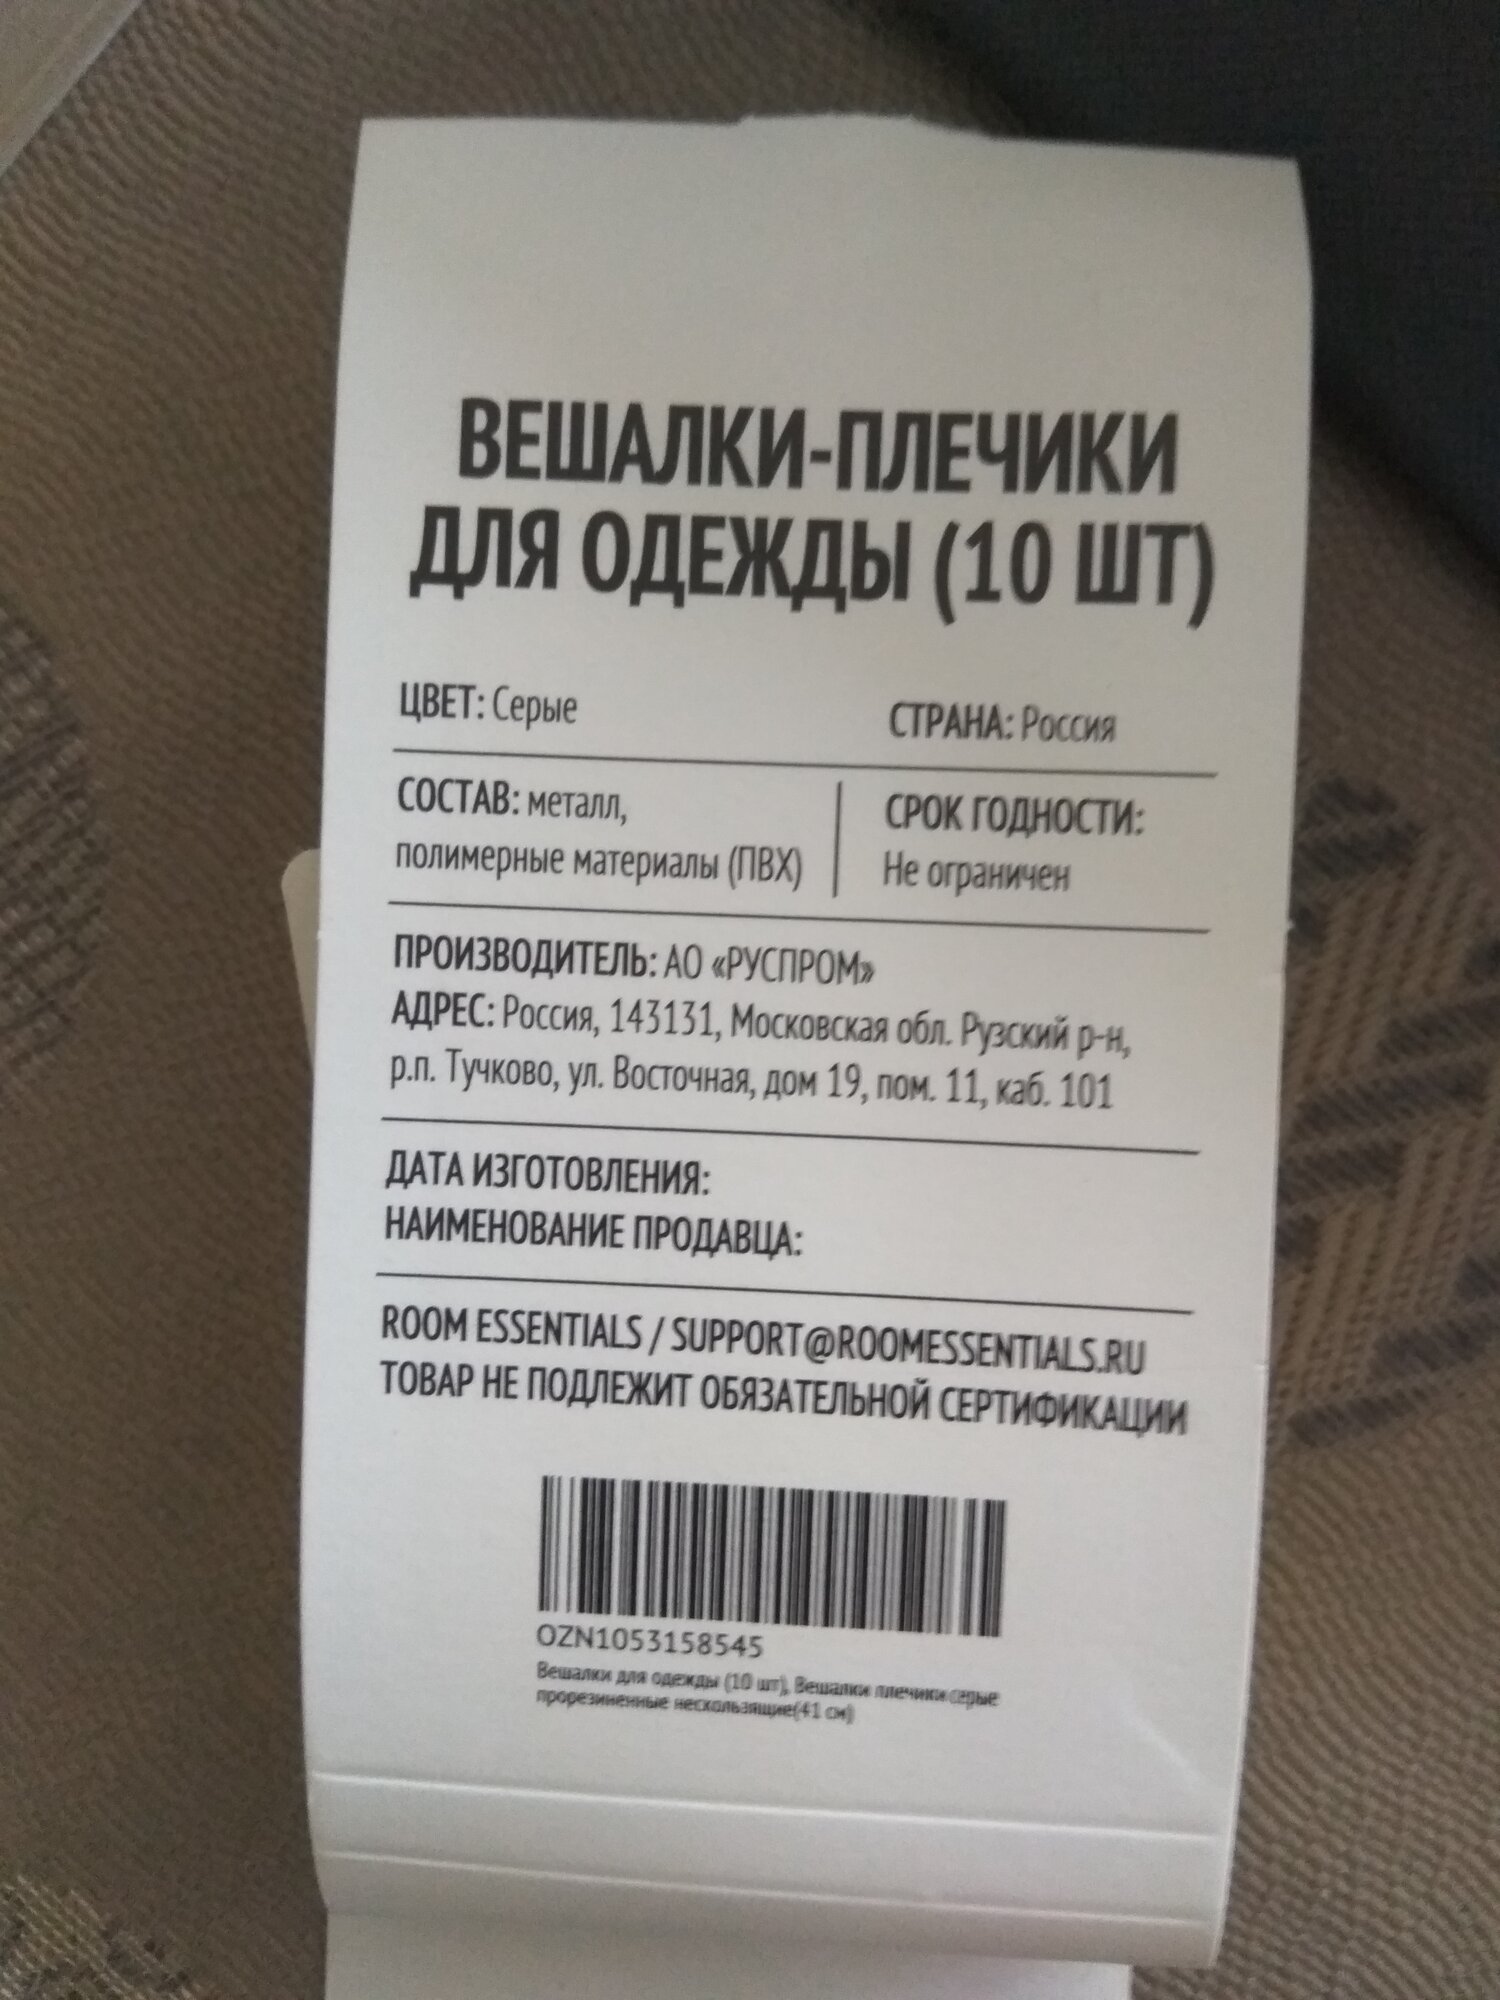 ВЕШАЛКИ-ПЛЕЧИКИ
ДЛЯ ОДЕЖДЫ (10 ШТ)
ЦВЕТ: Серые
СТРАНА: Россия
СОСТАВ: металл,
полимерные материалы (ПВХ)
СРОК ГОДНОСТИ:
Не ограничен
ПРОИЗВОДИТЕЛЬ: АО «РУСПРОМ»
АДРЕС: Россия, 143131, Московская обл. Рузский р-н,
р.п. Тучково, ул. Восточная, дом 19, пом. 11, каб. 101
ДАТА ИЗГОТОВЛЕНИЯ:
НАИМЕНОВАНИЕ ПРОДАВЦА:
ROOM ESSENTIALS / SUPPORT@ROOMESSENTIALS.RU
ТОВАР НЕ ПОДЛЕЖИТ ОБЯЗАТЕЛЬНОЙ СЕРТИФИКАЦИИ
OZN1053158545
Вешалки для одежды (10 шт), Вешалки плечики серые
прорезиненные нескользящие(41 см)